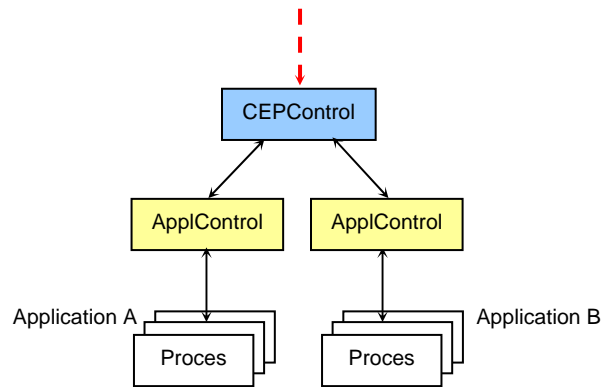 CEPControl
ApplControl
ApplControl
Application A
Application B
Proces
Proces